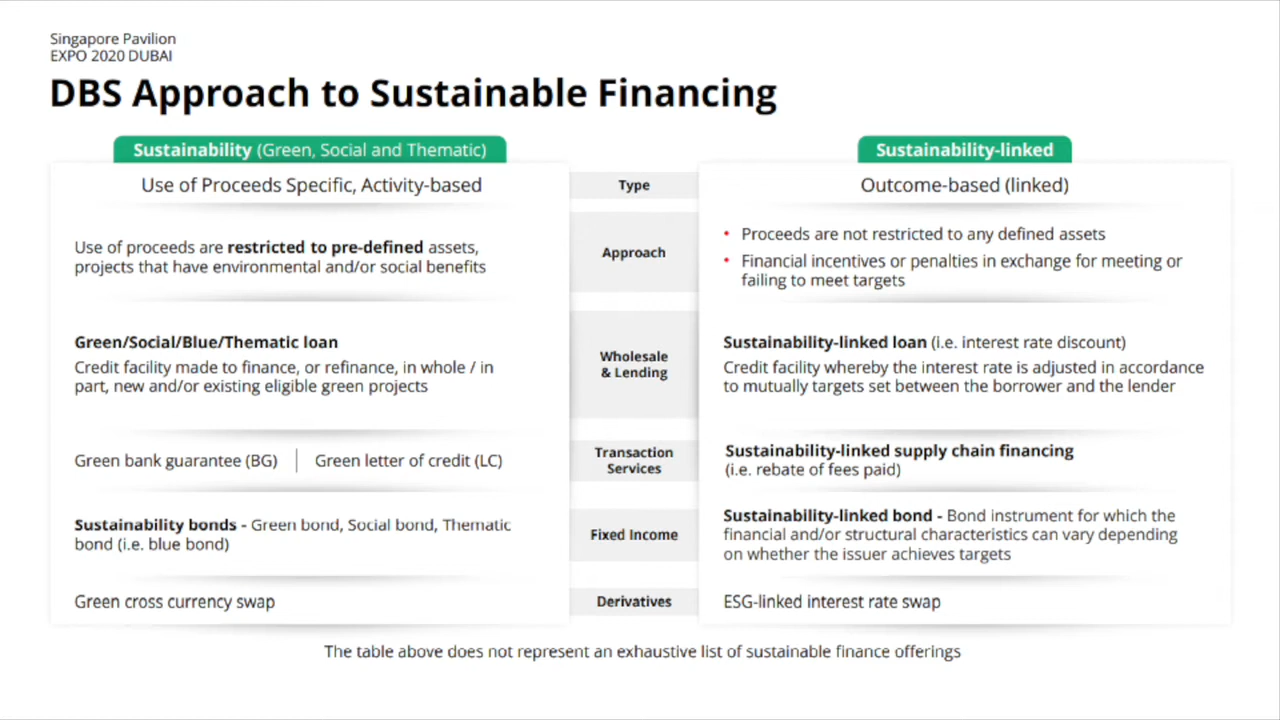 Singapore Pavilion
EXPO 2020 DUBAI
DBS Approach to Sustainable Financing
Sustainability (Green, Social and Thematic)
Sustainability-linked
Use of Proceeds Specific, Activity-based
Type
Outcome-based (linked)
Use of proceeds are restricted to pre-defined assets,
projects that have environmental and/or social benefits
Approach
• Proceeds are not restricted to any defined assets
• Financial incentives or penalties in exchange for meeting or
failing to meet targets
Green/Social/Blue/Thematic loan
Credit facility made to finance, or refinance, in whole / in
part, new and/or existing eligible green projects
Wholesale
& Lending
Sustainability-linked loan (i.e. interest rate discount)
Credit facility whereby the interest rate is adjusted in accordance
to mutually targets set between the borrower and the lender
Green bank guarantee (BG) | Green letter of credit (LC)
Transaction
Services
Sustainability-linked supply chain financing
(i.e. rebate of fees paid)
Sustainability bonds - Green bond, Social bond, Thematic
bond (i.e. blue bond)
Fixed Income
Sustainability-linked bond - Bond instrument for which the
financial and/or structural characteristics can vary depending
on whether the issuer achieves targets
Green cross currency swap
Derivatives
ESG-linked interest rate swap
The table above does not represent an exhaustive list of sustainable finance offerings